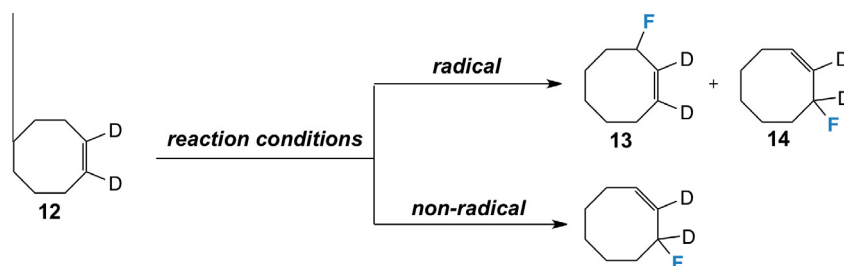 F
D
D
radical
13
+
D
D
F
14
D
D
12
reaction conditions
non-radical
D
D
F